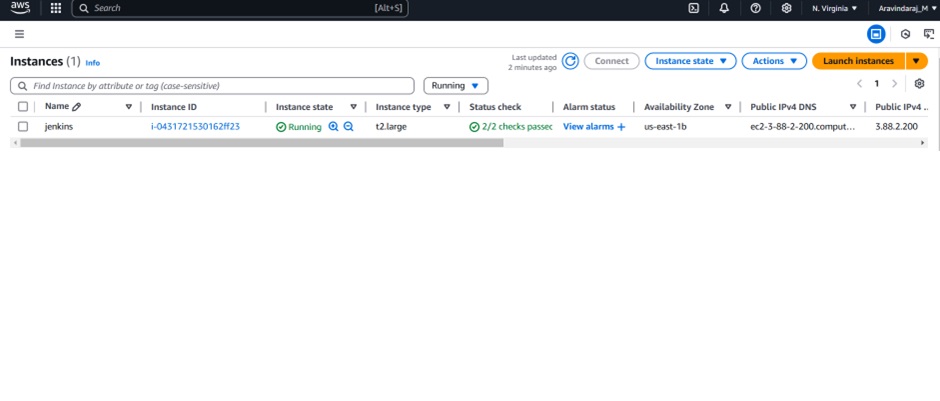 aws
Search [Alt+S]
N. Virginia Aravindaraj_M
Instances (1) Info
Last updated
2 minutes ago
Connect Instance state Actions Launch instances
Find Instance by attribute or tag (case-sensitive)
Running
1
Name Instance ID Instance state Instance type Status check Alarm status Availability Zone Public IPv4 DNS Public IPv4 ..
jenkins i-0431721530162ff23 Running t2.large 2/2 checks passec View alarms + us-east-1b ec2-3-88-2-200.comput... 3.88.2.200